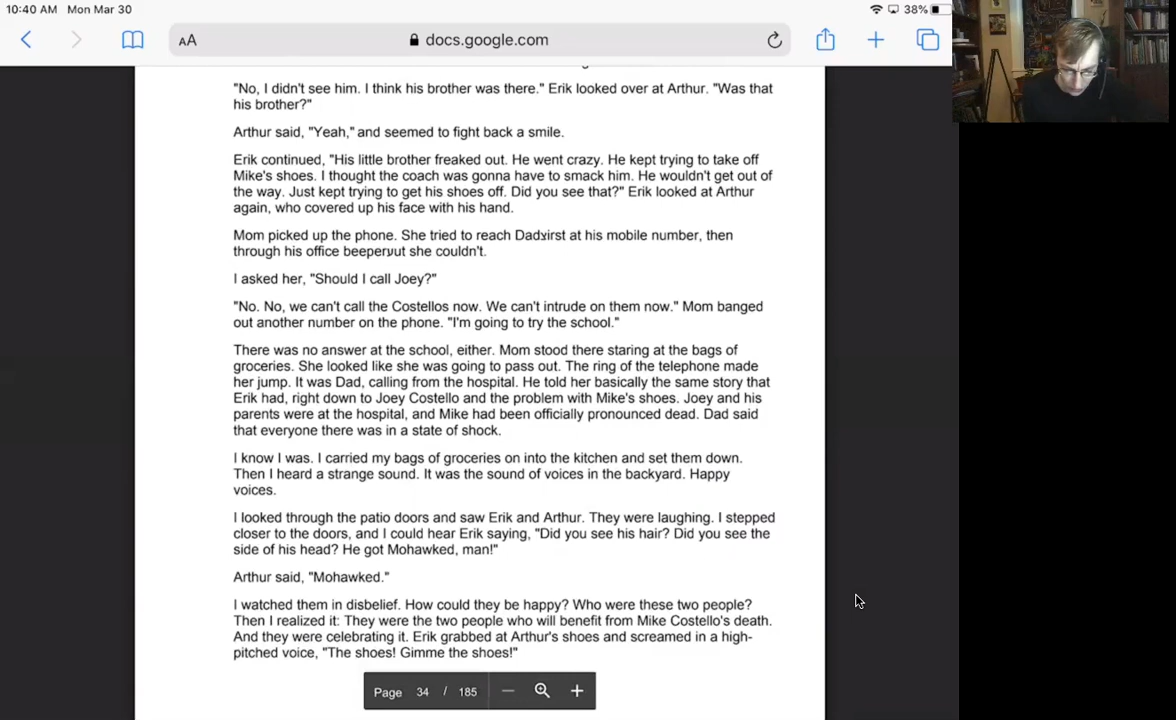 10:40 AM Mon Mar 30
38%
AA
docs.google.com
"No, I didn't see him. I think his brother was there." Erik looked over at Arthur. "Was that
his brother?"
Arthur said, "Yeah," and seemed to fight back a smile.
Erik continued, "His little brother freaked out. He went crazy. He kept trying to take off
Mike's shoes. I thought the coach was gonna have to smack him. He wouldn't get out of
the way. Just kept trying to get his shoes off. Did you see that?" Erik looked at Arthur
again, who covered up his face with his hand.
Mom picked up the phone. She tried to reach Dadɜirst at his mobile number, then
through his office beeperɹut she couldn't.
I asked her, "Should I call Joey?"
"No. No, we can't call the Costellos now. We can't intrude on them now." Mom banged
out another number on the phone. "I'm going to try the school."
There was no answer at the school, either. Mom stood there staring at the bags of
groceries. She looked like she was going to pass out. The ring of the telephone made
her jump. It was Dad, calling from the hospital. He told her basically the same story that
Erik had, right down to Joey Costello and the problem with Mike's shoes. Joey and his
parents were at the hospital, and Mike had been officially pronounced dead. Dad said
that everyone there was in a state of shock.
I know I was. I carried my bags of groceries on into the kitchen and set them down.
Then I heard a strange sound. It was the sound of voices in the backyard. Happy
voices.
I looked through the patio doors and saw Erik and Arthur. They were laughing. I stepped
closer to the doors, and I could hear Erik saying, "Did you see his hair? Did you see the
side of his head? He got Mohawked, man!"
Arthur said, "Mohawked."
I watched them in disbelief. How could they be happy? Who were these two people?
Then I realized it: They were the two people who will benefit from Mike Costello's death.
And they were celebrating it. Erik grabbed at Arthur's shoes and screamed in a high-
pitched voice, "The shoes! Gimme the shoes!"
Page 34 / 185